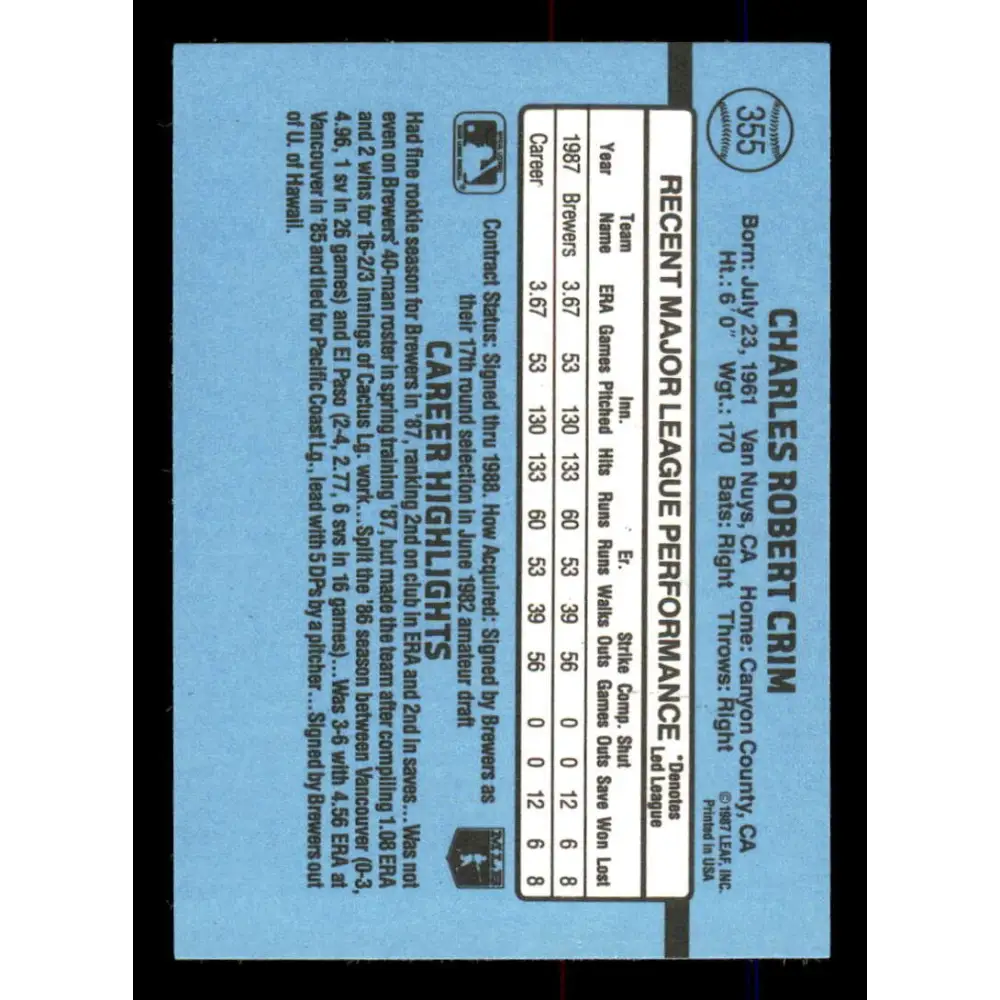 355
CHARLES ROBERT CRIM
Born: July 23, 1961 Van Nuys, CA Home: Canyon County, CA
Ht.: 6'0" Wgt.: 170 Bats: Right Throws: Right
©1987 LEAF, INC.
Printed in USA
RECENT MAJOR LEAGUE PERFORMANCE
*Denotes
Led League
Team Inn. Er. Strike Comp. Shut
Year Name ERA Games Pitched Hits Runs Runs Walks Outs Games Outs Save Won Lost
1987 Brewers 3.67 53 130 133 60 53 39 56 0 0 12 6 8
Career 3.67 53 130 133 60 53 39 56 0 0 12 6 8
Contract Status: Signed thru 1988. How Acquired: Signed by Brewers as
their 17th round selection in June 1982 amateur draft
MLB
CAREER HIGHLIGHTS
Had fine rookie season for Brewers in '87, ranking 2nd on club in ERA and 2nd in saves... Was not
even on Brewers' 40-man roster in spring training '87, but made the team after compiling 1.08 ERA
and 2 wins for 16-2/3 innings of Cactus Lg. work... Split the '86 season between Vancouver (0-3,
4.96, 1 sv in 26 games) and El Paso (2-4, 2.77, 6 svs in 16 games)... Was 3-6 with 4.56 ERA at
Vancouver in '85 and tied for Pacific Coast Lg., lead with 5 DPs by a pitcher... Signed by Brewers out
of U. of Hawaii.